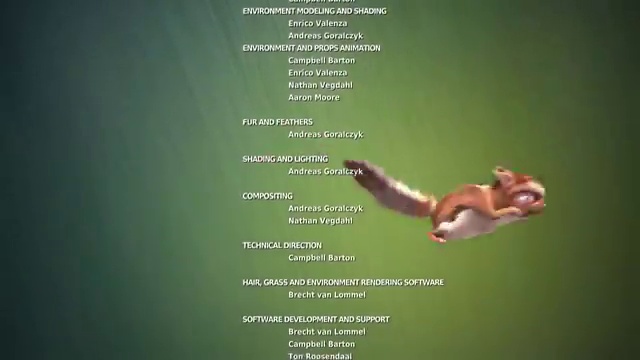 Campbell Barton
ENVIRONMENT MODELING AND SHADING
Enrico Valenza
Andreas Goralczyk
ENVIRONMENT AND PROPS ANIMATION
Campbell Barton
Enrico Valenza
Nathan Vegdahl
Aaron Moore
FUR AND FEATHERS
Andreas Goralczyk
SHADING AND LIGHTING
Andreas Goralczyk
COMPOSITING
Andreas Goralczyk
Nathan Vegdahl
TECHNICAL DIRECTION
Campbell Barton
HAIR, GRASS AND ENVIRONMENT RENDERING SOFTWARE
Brecht van Lommel
SOFTWARE DEVELOPMENT AND SUPPORT
Brecht van Lommel
Campbell Barton
Ton Roosendaal